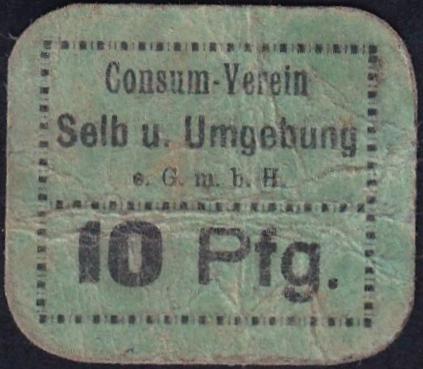 Consum-Verein
Selb u. Umgebung
e. G. m. b. H.
10 Pfg.